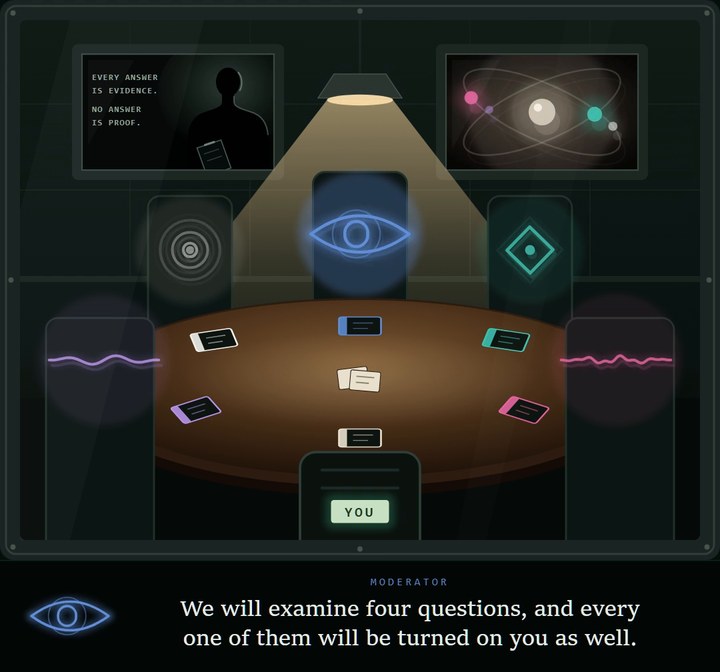 EVERY ANSWER
IS EVIDENCE.
NO ANSWER
IS PROOF.
YOU
MODERATOR
We will examine four questions, and every
one of them will be turned on you as well.